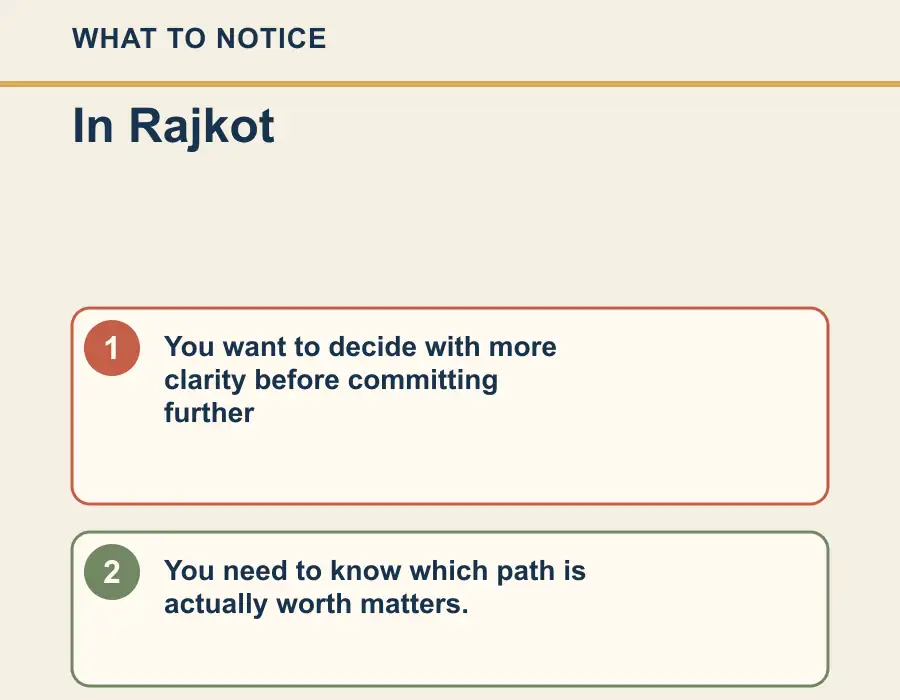 WHAT TO NOTICE
In Rajkot
1
You want to decide with more
clarity before committing
further
2
You need to know which path is
actually worth matters.